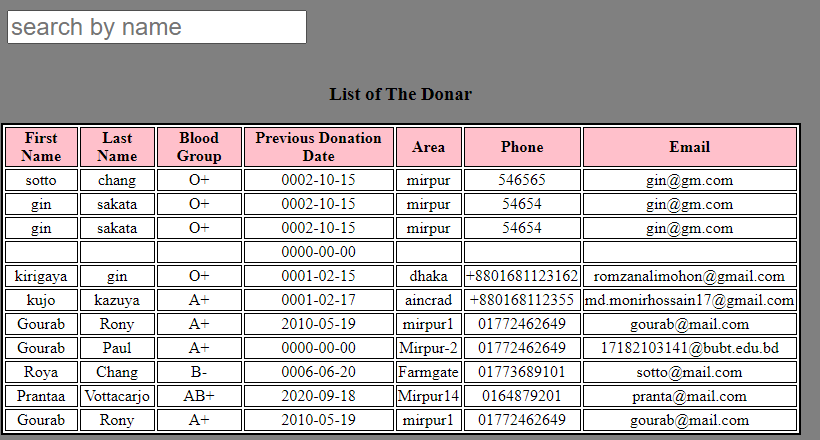 search by name
List of The Donar
First Name Last Name Blood Group Previous Donation Date Area Phone Email
sotto chang O+ 0002-10-15 mirpur 546565 gin@gm.com
gin sakata O+ 0002-10-15 mirpur 54654 gin@gm.com
gin sakata O+ 0002-10-15 mirpur 54654 gin@gm.com
0000-00-00
kirigaya gin O+ 0001-02-15 dhaka +8801681123162 romzanalimohon@gmail.com
kujo kazuya A+ 0001-02-17 aincrad +880168112355 md.monirhossain17@gmail.com
Gourab Rony A+ 2010-05-19 mirpur1 01772462649 gourab@mail.com
Gourab Paul A+ 0000-00-00 Mirpur-2 01772462649 17182103141@bubt.edu.bd
Roya Chang B- 0006-06-20 Farmgate 01773689101 sotto@mail.com
Prantaa Vottacarjo AB+ 2020-09-18 Mirpur14 0164879201 pranta@mail.com
Gourab Rony A+ 2010-05-19 mirpur1 01772462649 gourab@mail.com